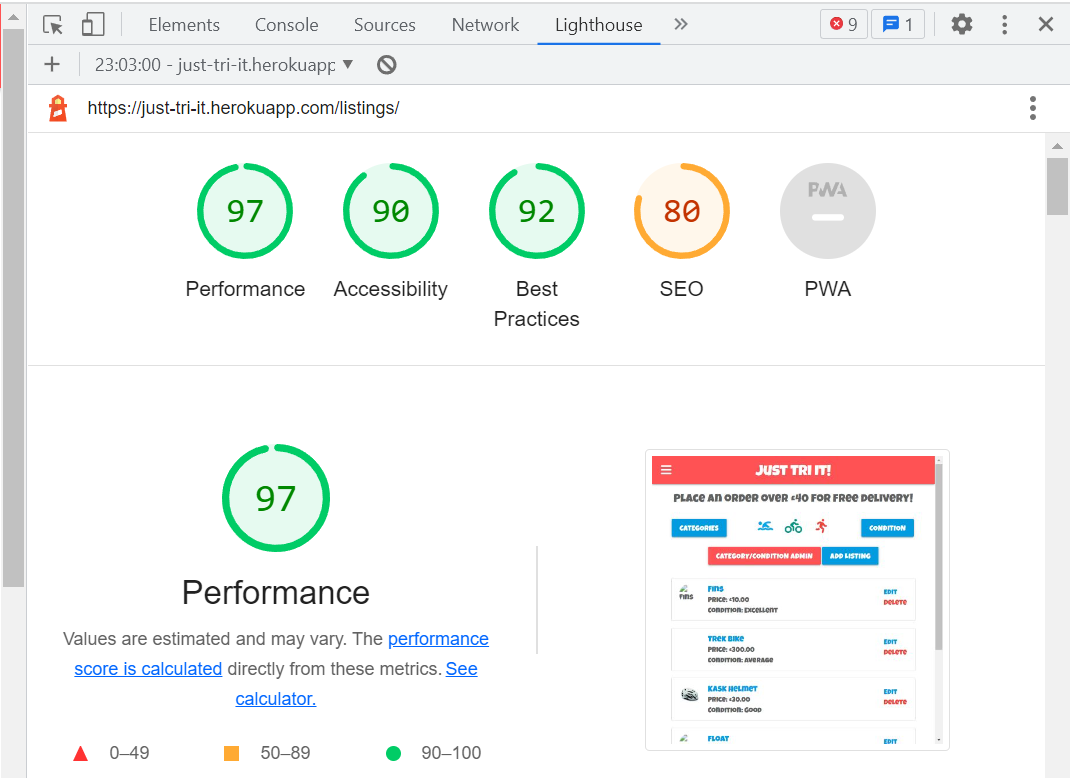 Elements Console Sources Network Lighthouse » 9 1
23:03:00 - just-tri-it.herokuapp
https://just-tri-it.herokuapp.com/listings/
97 90 92 80 PWA
Performance Accessibility Best Practices SEO PWA
97
Performance
Values are estimated and may vary. The performance
score is calculated directly from these metrics. See
calculator.
0–49 50–89 90–100
JUST TRI IT!
PLACE AN ORDER OVER £40 FOR FREE DELIVERY!
CATEGORIES CONDITION
CATEGORY/CONDITION ADMIN ADD LISTING
Fins
Fins
PRICE: £10.00
CONDITION: EXCELLENT
EDIT
DELETE
TREK BIKE
PRICE: £300.00
CONDITION: AVERAGE
EDIT
DELETE
KASK HELMET
PRICE: £30.00
CONDITION: GOOD
EDIT
DELETE
FLOAT
EDIT